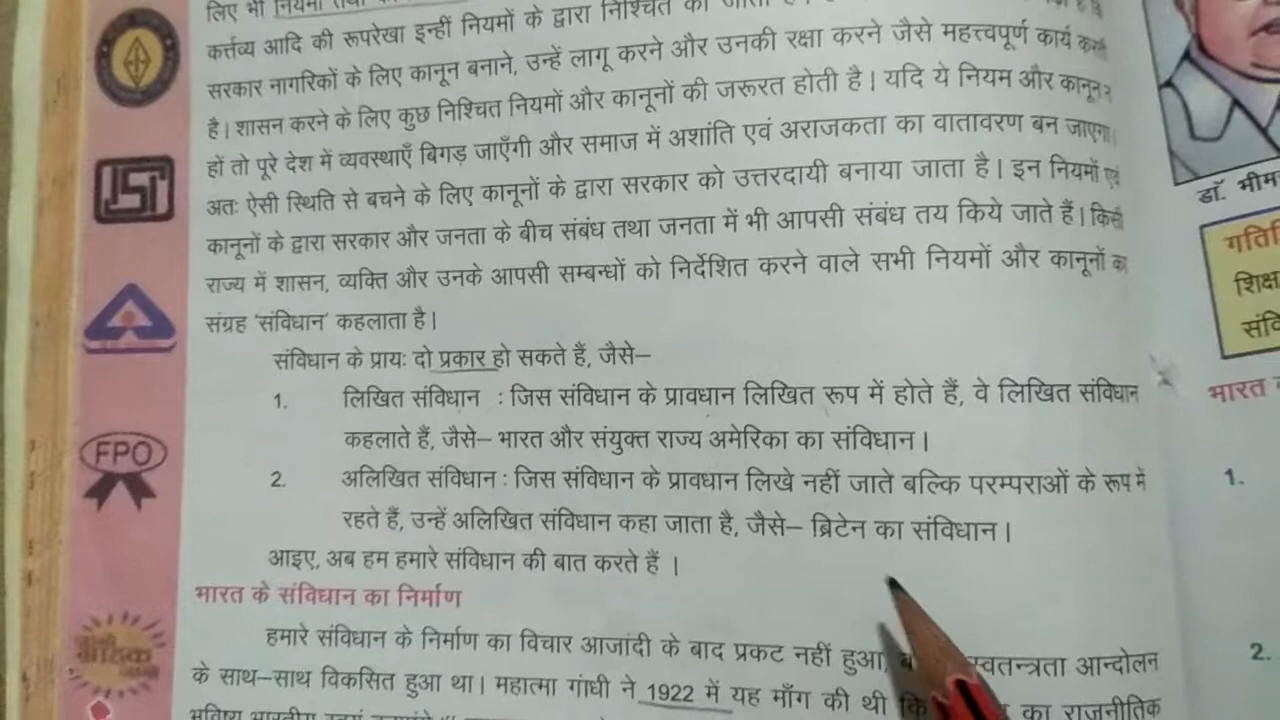 लिए भी नियमों तथा
कर्त्तव्य आदि की रूपरेखा इन्हीं नियमों के द्वारा निश्चित की जाती
सरकार नागरिकों के लिए कानून बनाने, उन्हें लागू करने और उनकी रक्षा करने जैसे महत्त्वपूर्ण कार्य
है। शासन करने के लिए कुछ निश्चित नियमों और कानूनों की जरूरत होती है। यदि ये नियम और कानून न
हों तो पूरे देश में व्यवस्थाएँ बिगड़ जाएँगी और समाज में अशांति एवं अराजकता का वातावरण बन जाएगा।
अतः ऐसी स्थिति से बचने के लिए कानूनों के द्वारा सरकार को उत्तरदायी बनाया जाता है। इन नियमों एवं
कानूनों के द्वारा सरकार और जनता के बीच संबंध तथा जनता में भी आपसी संबंध तय किये जाते हैं। किसी
राज्य में शासन, व्यक्ति और उनके आपसी सम्बन्धों को निर्देशित करने वाले सभी नियमों और कानूनों का
संग्रह 'संविधान' कहलाता है।
संविधान के प्रायः दो प्रकार हो सकते हैं, जैसे–
1. लिखित संविधान : जिस संविधान के प्रावधान लिखित रूप में होते हैं, वे लिखित संविधान
कहलाते हैं, जैसे– भारत और संयुक्त राज्य अमेरिका का संविधान।
2. अलिखित संविधान : जिस संविधान के प्रावधान लिखे नहीं जाते बल्कि परम्पराओं के रूप में
रहते हैं, उन्हें अलिखित संविधान कहा जाता है, जैसे– ब्रिटेन का संविधान।
आइए, अब हम हमारे संविधान की बात करते हैं ।
भारत के संविधान का निर्माण
हमारे संविधान के निर्माण का विचार आजादी के बाद प्रकट नहीं हुआ, स्वतन्त्रता आन्दोलन
के साथ–साथ विकसित हुआ था। महात्मा गांधी ने 1922 में यह माँग की थी कि का राजनीतिक
FPO
डॉ. भीम
शिक्ष
संवि
भारत
1.
2.